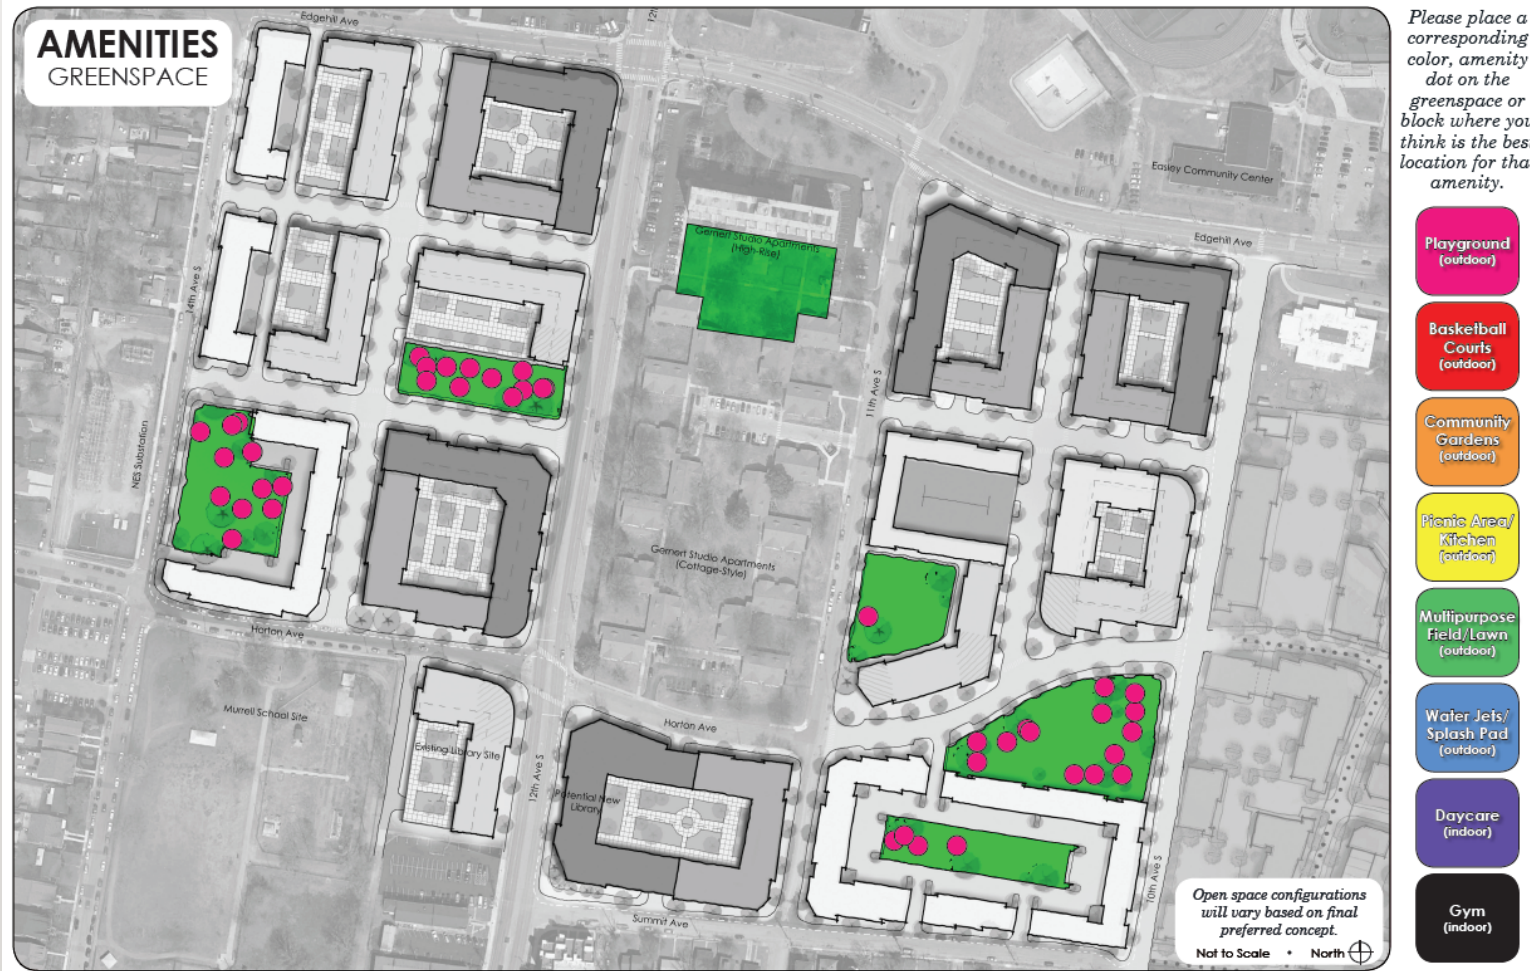 AMENITIES
GREENSPACE
Edgehill Ave
12th
Please place a
corresponding
color, amenity
dot on the
greenspace or
block where you
think is the best
location for that
amenity.
Easley Community Center
Edgehill Ave
Gernert Studio Apartments
(High-Rise)
14th Ave S
11th Ave S
NES Substation
Gernert Studio Apartments
(Cottage-Style)
Horton Ave
Murrell School Site
Existing Library Site
Horton Ave
12th Ave S
Potential New
Library
10th Ave S
Summit Ave
Playground
(outdoor)
Basketball
Courts
(outdoor)
Community
Gardens
(outdoor)
Picnic Area/
Kitchen
(outdoor)
Multipurpose
Field/Lawn
(outdoor)
Water Jets/
Splash Pad
(outdoor)
Daycare
(indoor)
Gym
(indoor)
Open space configurations
will vary based on final
preferred concept.
Not to Scale • North